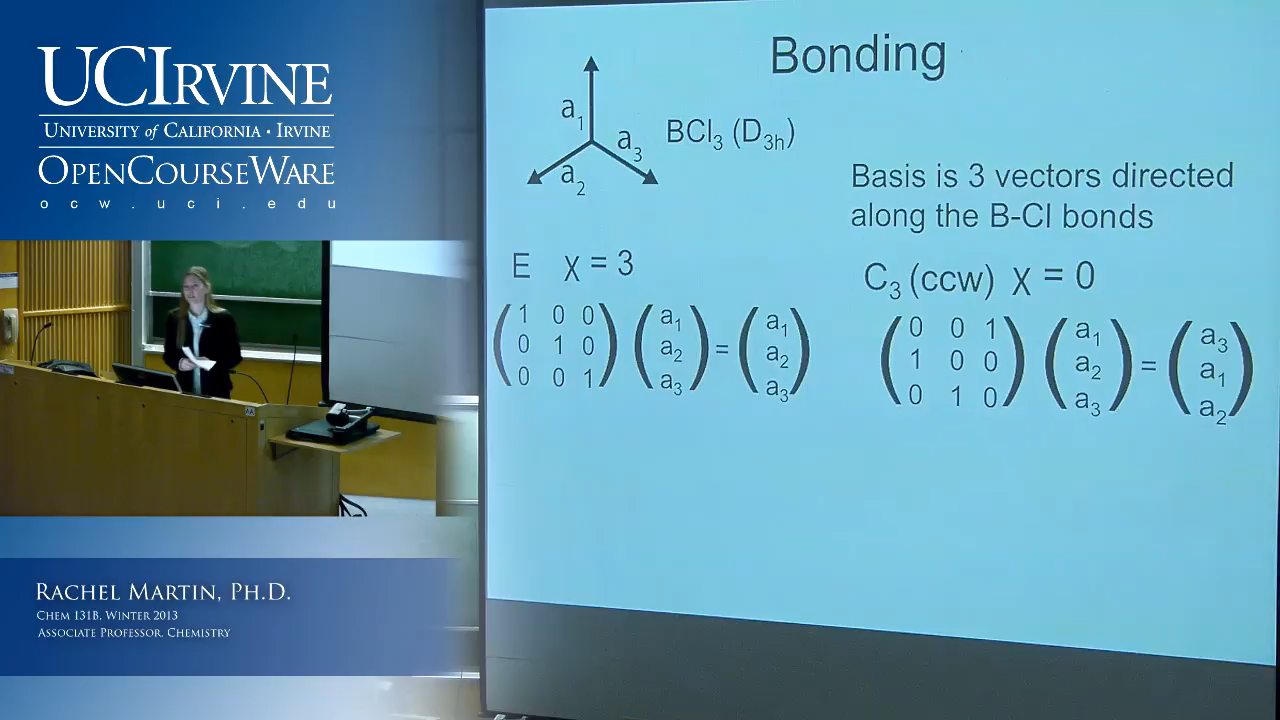 UCIRVINE
UNIVERSITY of CALIFORNIA • IRVINE
OPENCOURSEWARE
ocw.uci.edu
RACHEL MARTIN, PH.D.
CHEM 131B, WINTER 2013
ASSOCIATE PROFESSOR, CHEMISTRY
Bonding
a1
a3
a2
BCl3 (D3h)
Basis is 3 vectors directed
along the B-Cl bonds
E χ = 3
1 0 0 a1 a1
0 1 0 a2 = a2
0 0 1 a3 a3
C3 (ccw) χ = 0
0 0 1 a1 a3
1 0 0 a2 = a1
0 1 0 a3 a2